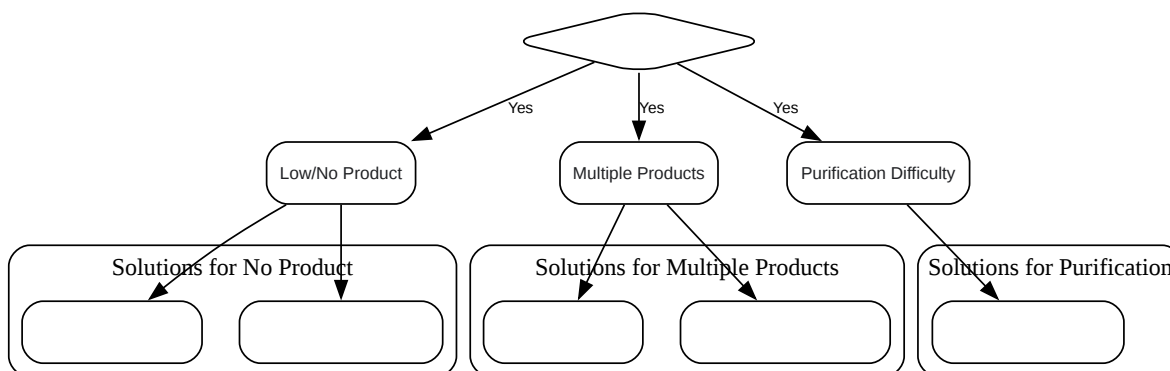 Yes
Yes
Yes
Low/No Product
Multiple Products
Purification Difficulty
Solutions for No Product
Solutions for Multiple Products
Solutions for Purification